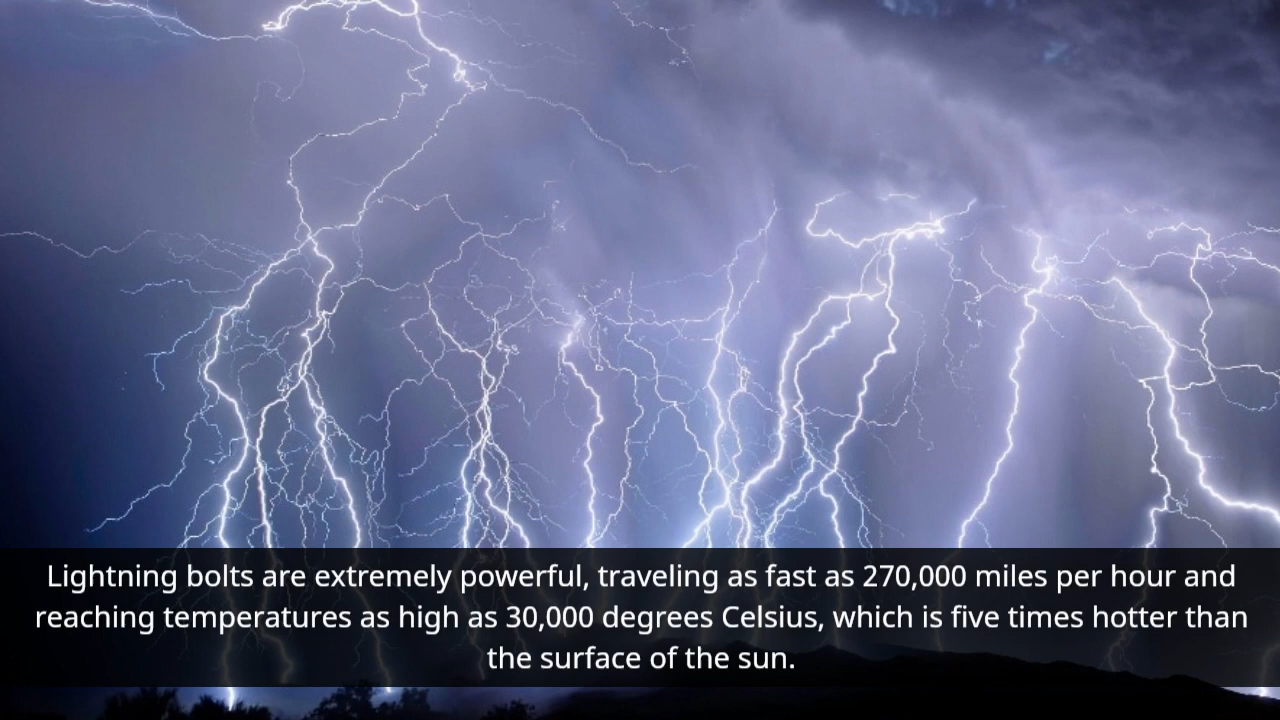 Lightning bolts are extremely powerful, traveling as fast as 270,000 miles per hour and
reaching temperatures as high as 30,000 degrees Celsius, which is five times hotter than
the surface of the sun.